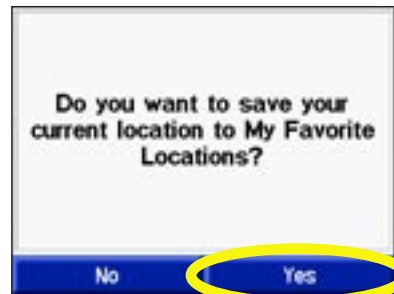 Do you want to save your
current location to My Favorite
Locations?
No
Yes